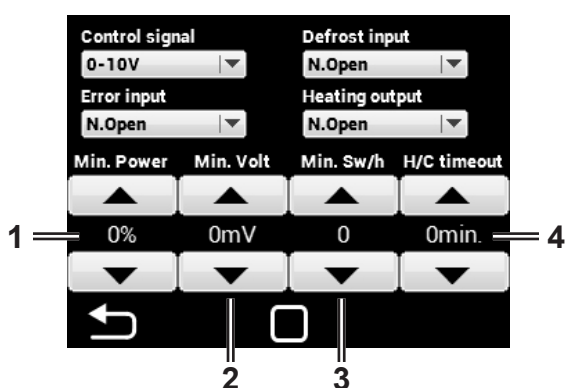 Control signal Defrost input
0-10V N.Open
Error input Heating output
N.Open N.Open
Min. Power Min. Volt Min. Sw/h H/C timeout
1 0% 0mV 0 0min. 4
2 3